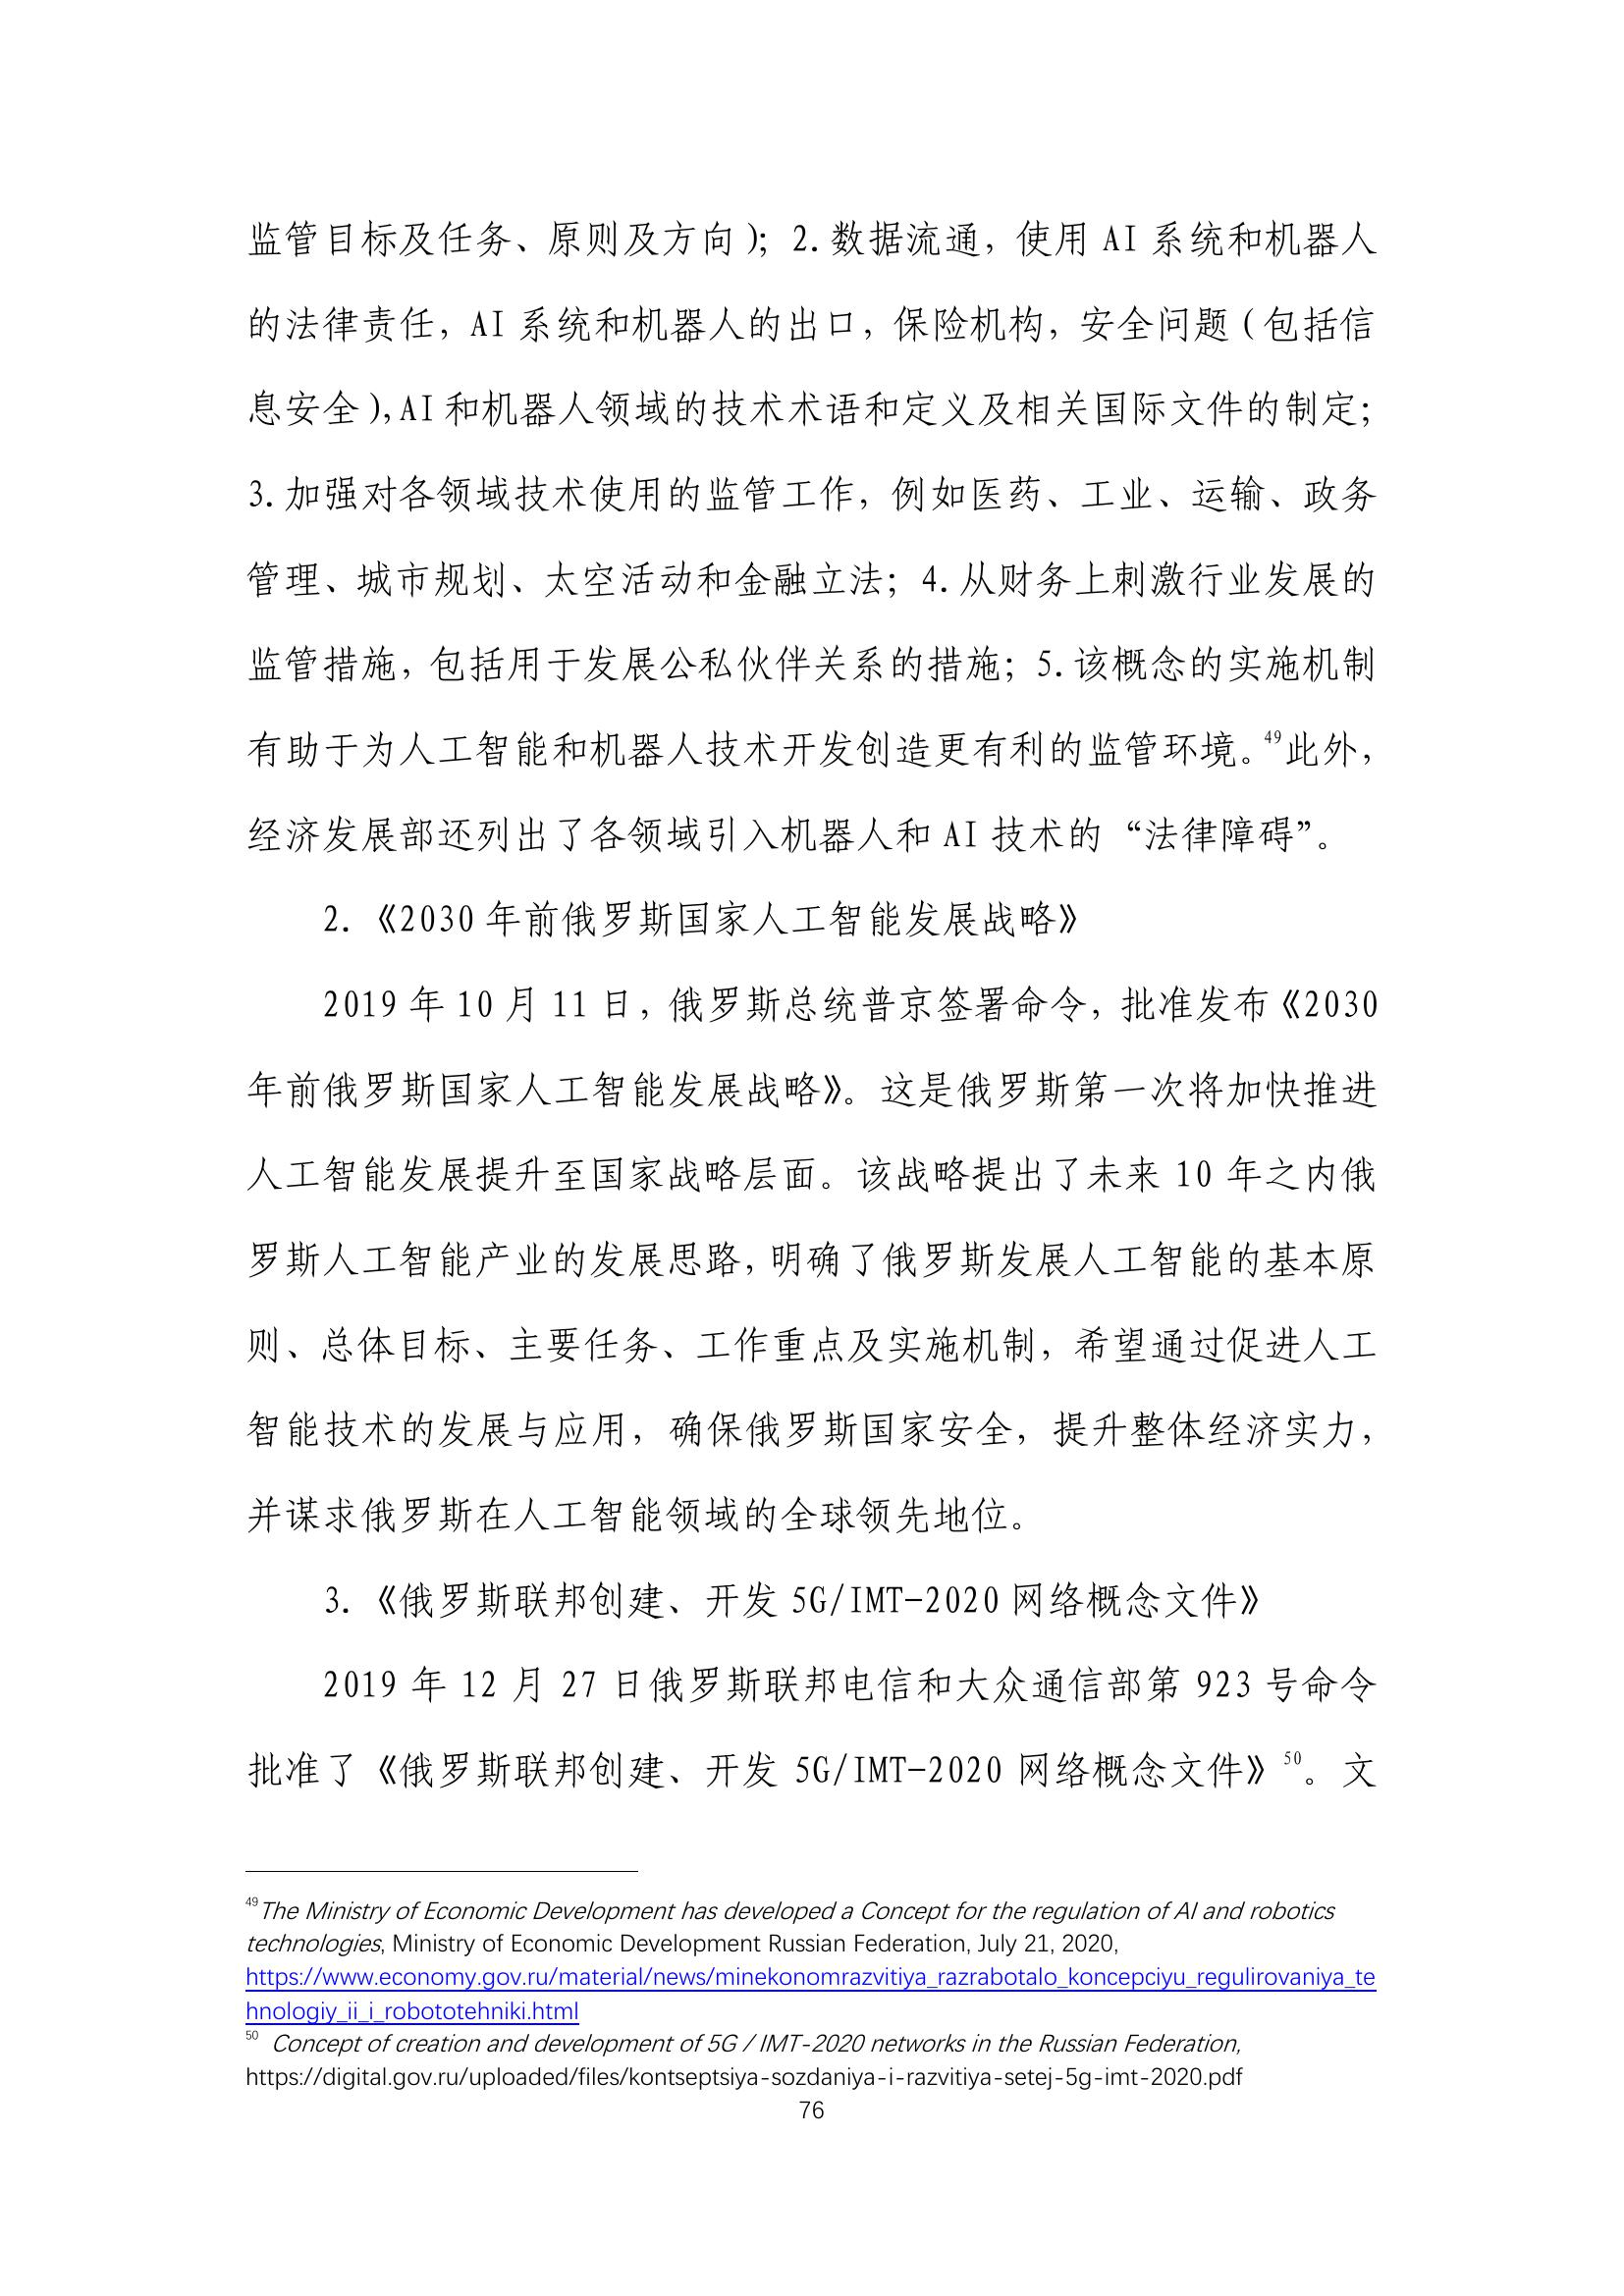 监管目标及任务、原则及方向）；2.数据流通，使用 AI 系统和机器人
的法律责任，AI 系统和机器人的出口，保险机构，安全问题（包括信
息安全），AI 和机器人领域的技术术语和定义及相关国际文件的制定；
3.加强对各领域技术使用的监管工作，例如医药、工业、运输、政务
管理、城市规划、太空活动和金融立法；4.从财务上刺激行业发展的
监管措施，包括用于发展公私伙伴关系的措施；5.该概念的实施机制
有助于为人工智能和机器人技术开发创造更有利的监管环境。49此外，
经济发展部还列出了各领域引入机器人和 AI 技术的“法律障碍”。
2.《2030 年前俄罗斯国家人工智能发展战略》
2019 年 10 月 11 日，俄罗斯总统普京签署命令，批准发布《2030
年前俄罗斯国家人工智能发展战略》。这是俄罗斯第一次将加快推进
人工智能发展提升至国家战略层面。该战略提出了未来 10 年之内俄
罗斯人工智能产业的发展思路，明确了俄罗斯发展人工智能的基本原
则、总体目标、主要任务、工作重点及实施机制，希望通过促进人工
智能技术的发展与应用，确保俄罗斯国家安全，提升整体经济实力，
并谋求俄罗斯在人工智能领域的全球领先地位。
3.《俄罗斯联邦创建、开发 5G/IMT-2020 网络概念文件》
2019 年 12 月 27 日俄罗斯联邦电信和大众通信部第 923 号命令
批准了《俄罗斯联邦创建、开发 5G/IMT-2020 网络概念文件》50。文
49The Ministry of Economic Development has developed a Concept for the regulation of AI and robotics
technologies, Ministry of Economic Development Russian Federation, July 21, 2020,
https://www.economy.gov.ru/material/news/minekonomrazvitiya_razrabotalo_koncepciyu_regulirovaniya_te
hnologiy_ii_i_robototehniki.html
50 Concept of creation and development of 5G / IMT-2020 networks in the Russian Federation,
https://digital.gov.ru/uploaded/files/kontseptsiya-sozdaniya-i-razvitiya-setej-5g-imt-2020.pdf
76